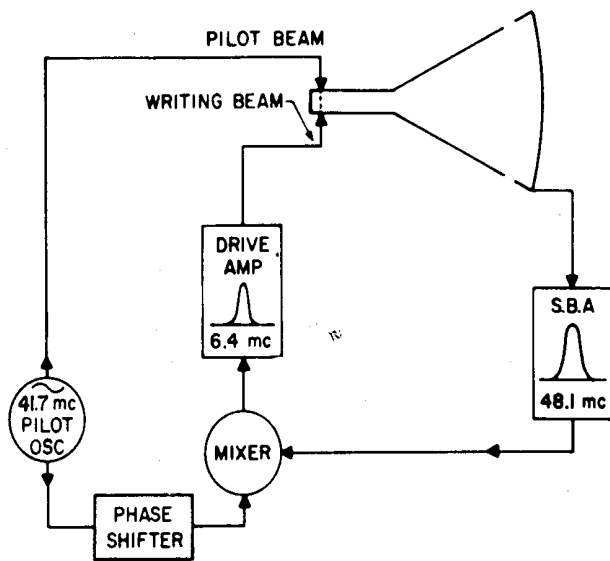 PILOT BEAM
WRITING BEAM
DRIVE
AMP
6.4 mc
S.B.A
48.1 mc
41.7 mc
PILOT
OSC
MIXER
PHASE
SHIFTER